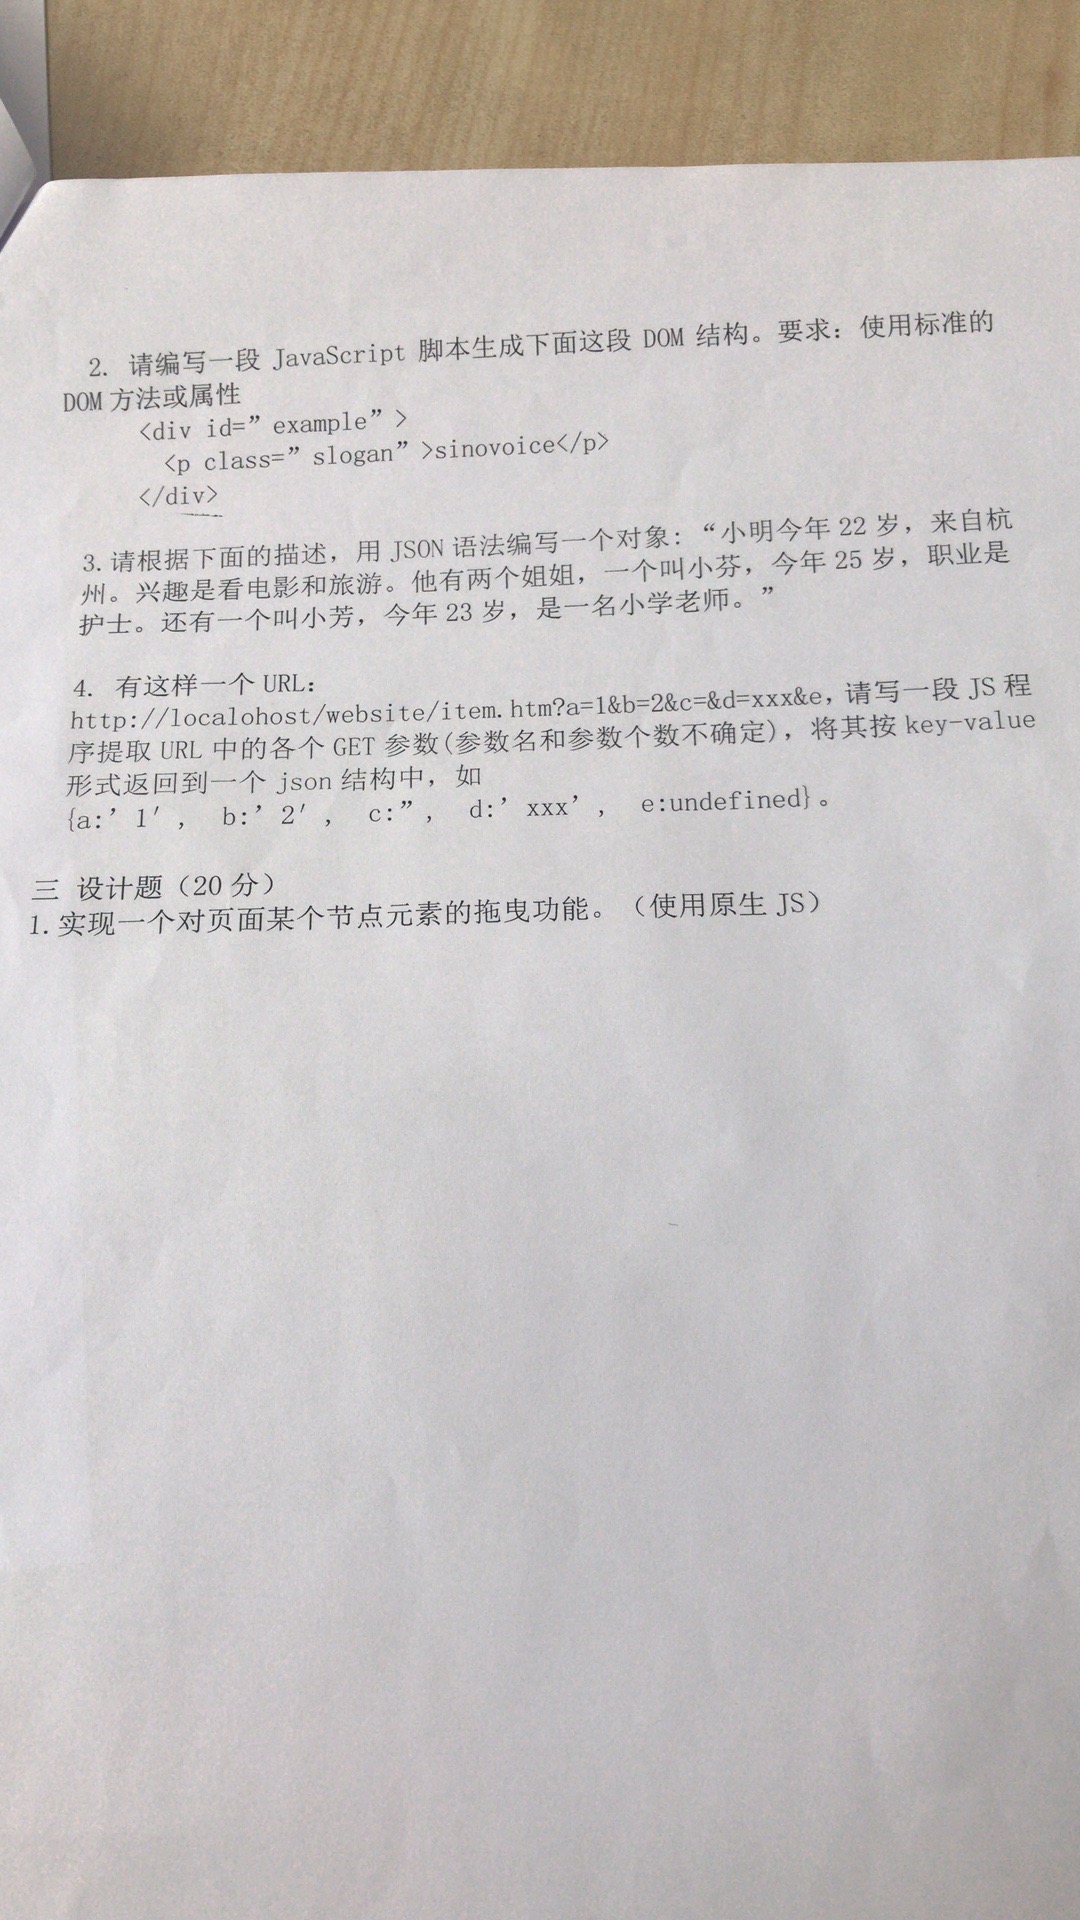 2. 请编写一段 JavaScript 脚本生成下面这段 DOM 结构。要求：使用标准的
DOM 方法或属性
<div id=”example”>
<p class=”slogan”>sinovoice</p>
</div>
3.请根据下面的描述，用 JSON 语法编写一个对象：“小明今年 22 岁，来自杭
州。兴趣是看电影和旅游。他有两个姐姐，一个叫小芬，今年 25 岁，职业是
护士。还有一个叫小芳，今年 23 岁，是一名小学老师。”
4. 有这样一个 URL：
http://localohost/website/item.htm?a=1&b=2&c=&d=xxx&e，请写一段 JS 程
序提取 URL 中的各个 GET 参数(参数名和参数个数不确定)，将其按 key-value
形式返回到一个 json 结构中，如
{a:’1′, b:’2′, c:”, d:’xxx’, e:undefined}。
三 设计题（20 分）
1.实现一个对页面某个节点元素的拖曳功能。（使用原生 JS）